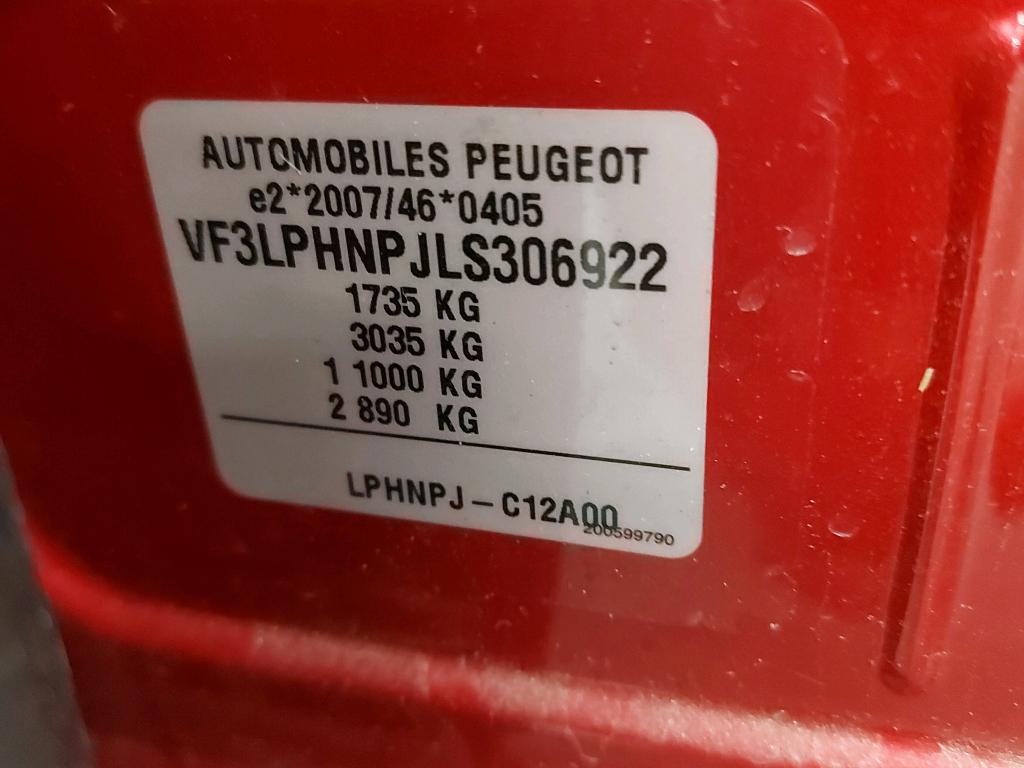 AUTOMOBILES PEUGEOT
e2*2007/46*0405
VF3LPHNPJLS306922
1735 KG
3035 KG
1 1000 KG
2 890 KG
LPHNPJ – C12A00
200599790